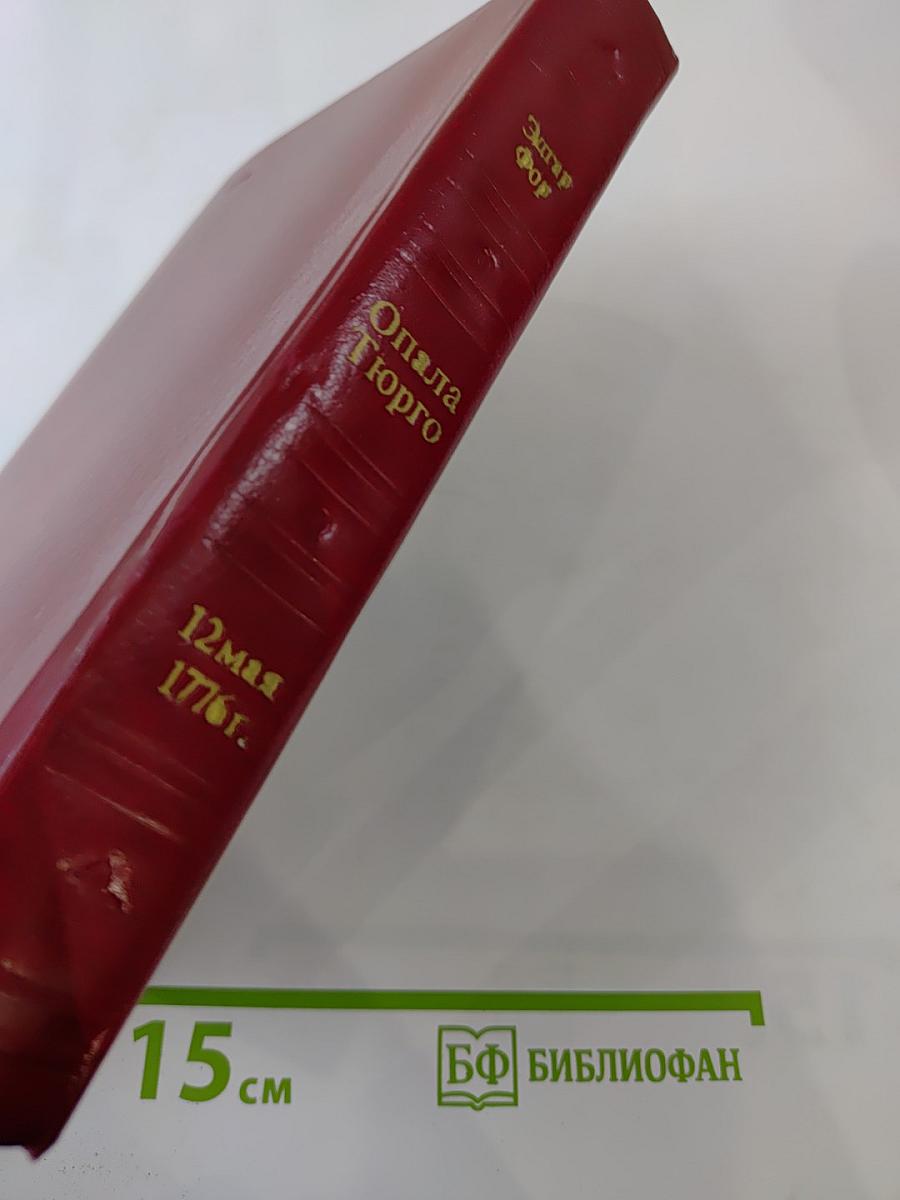 Эдгар
Фор
Опала
Тюрго
12 мая
1776 г.
15 см
БФ БИБЛИОФАН